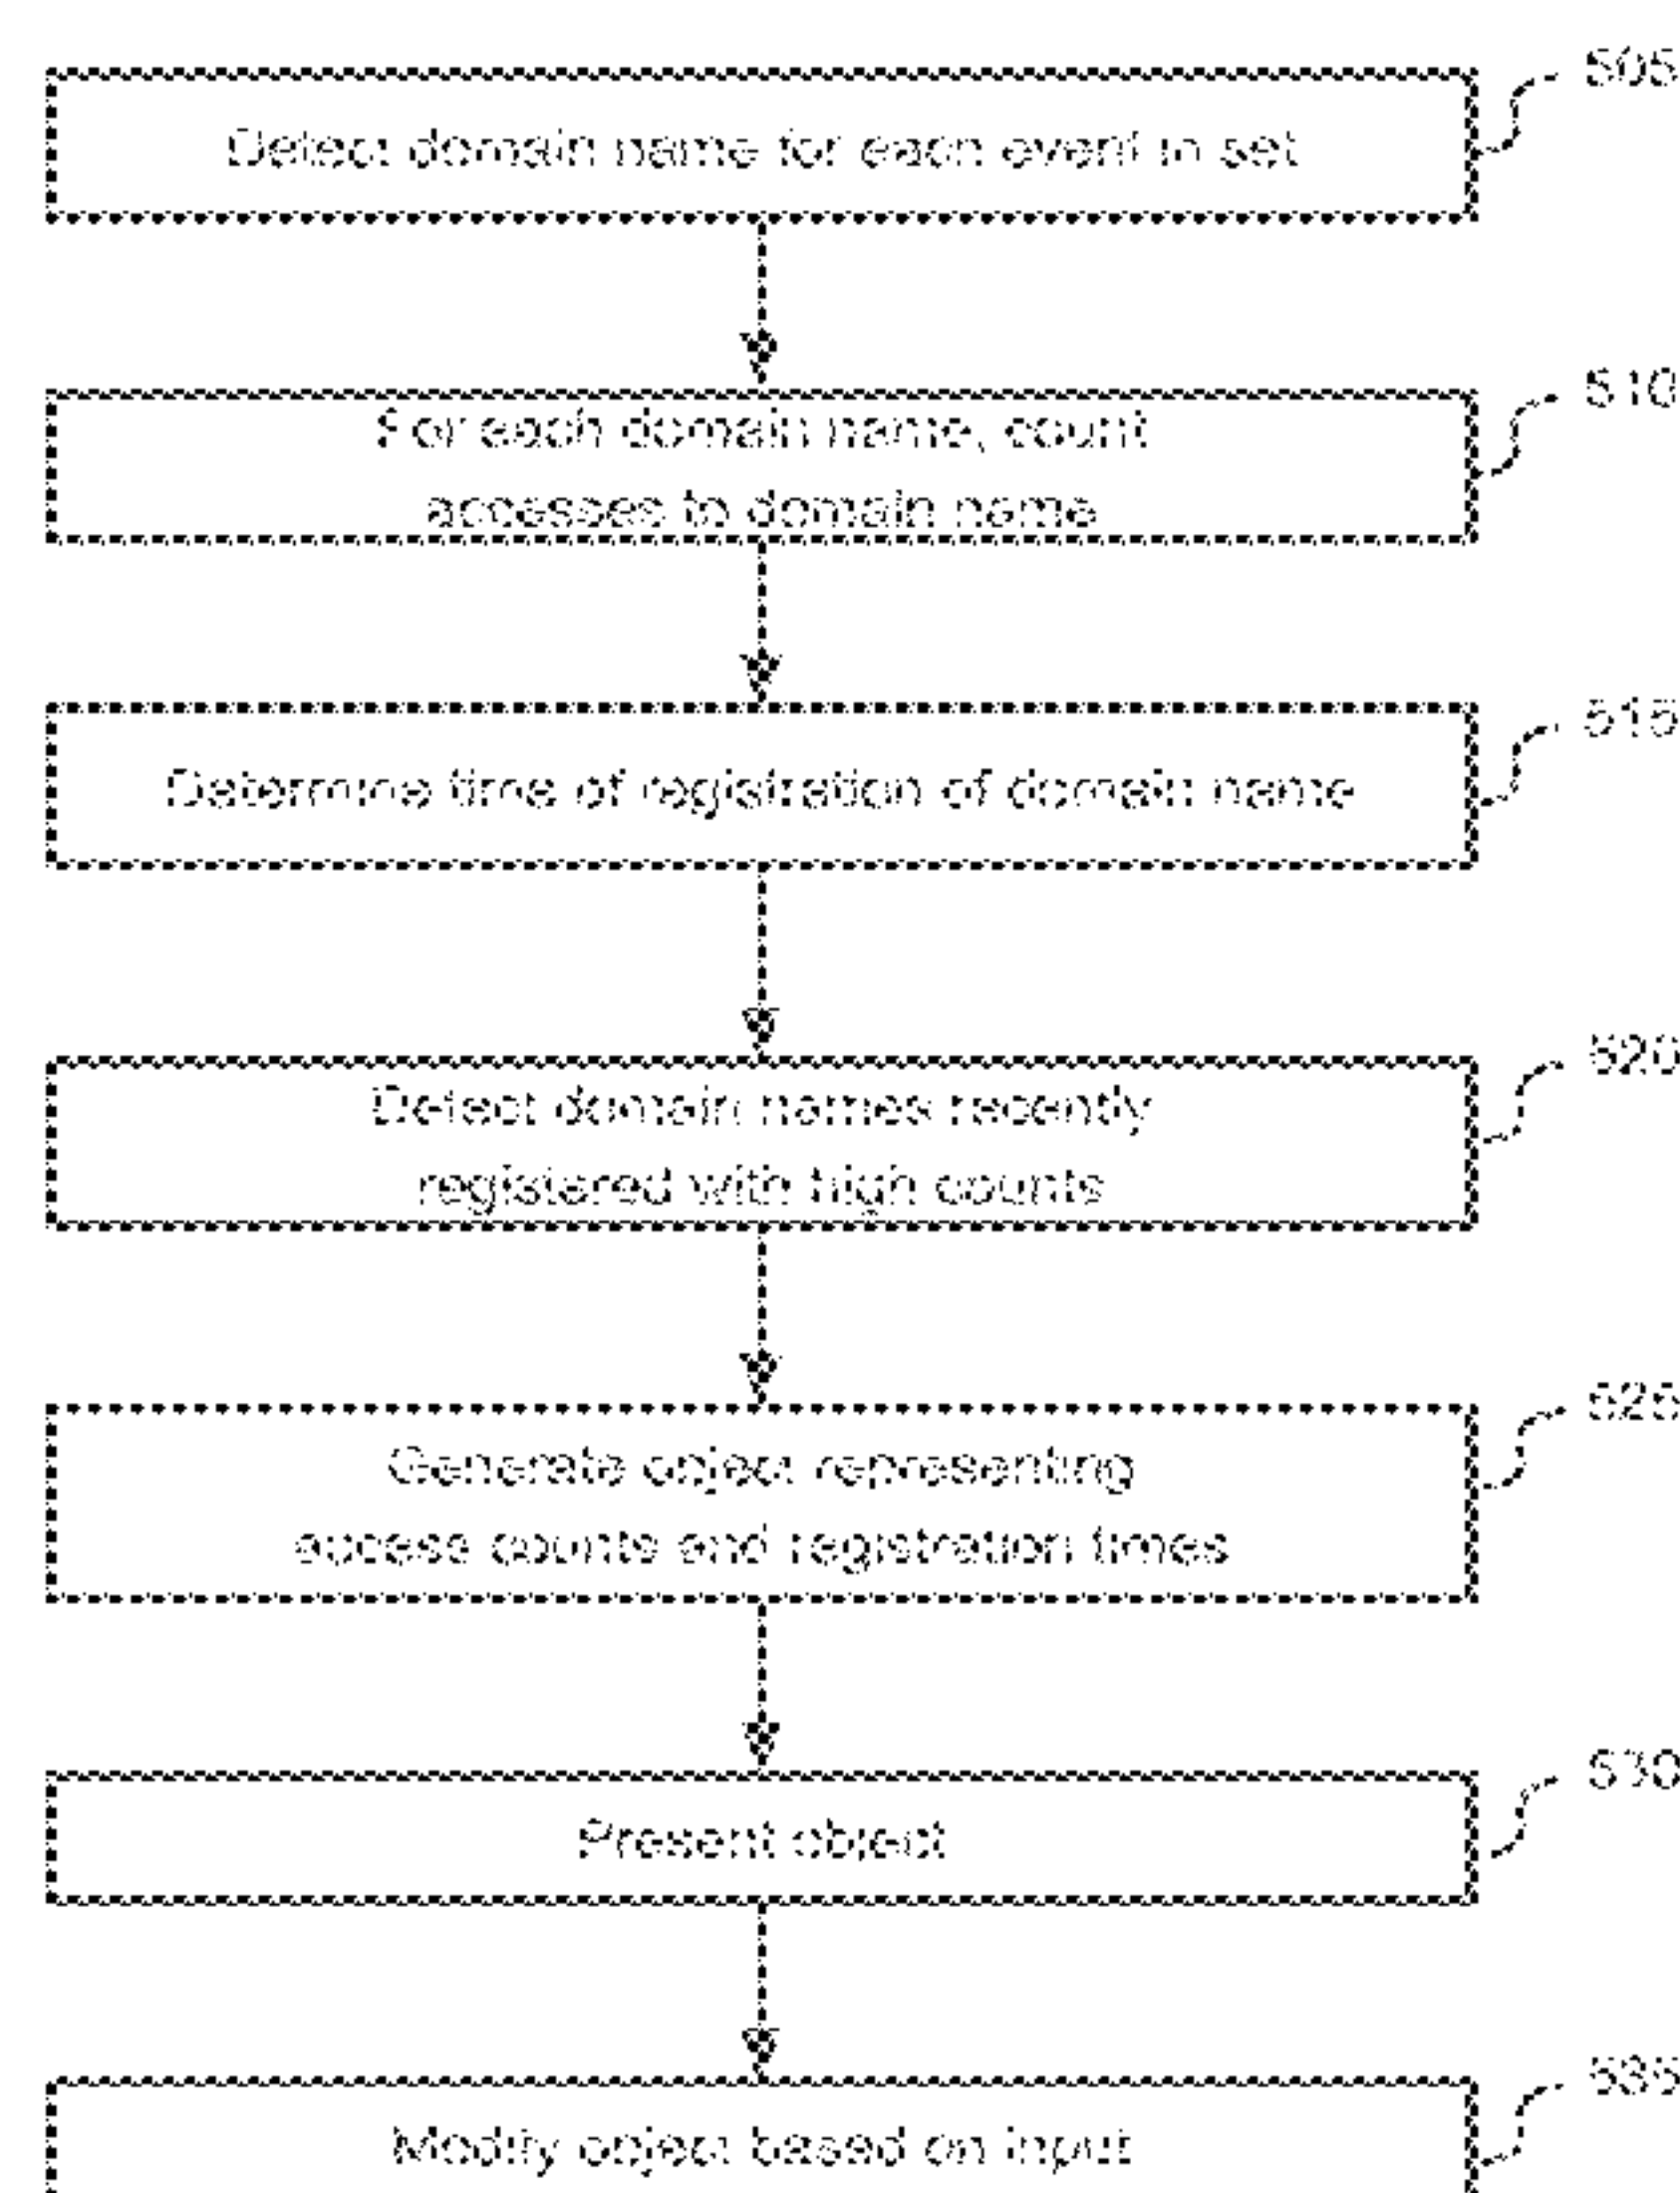 505
Detect domain name for each event in set
510
For each domain name, count
accesses to domain name
515
Determine time of registration of domain name
520
Detect domain names recently
registered with high counts
525
Generate object representing
access counts and registration times
530
Present object
535
Modify object based on input